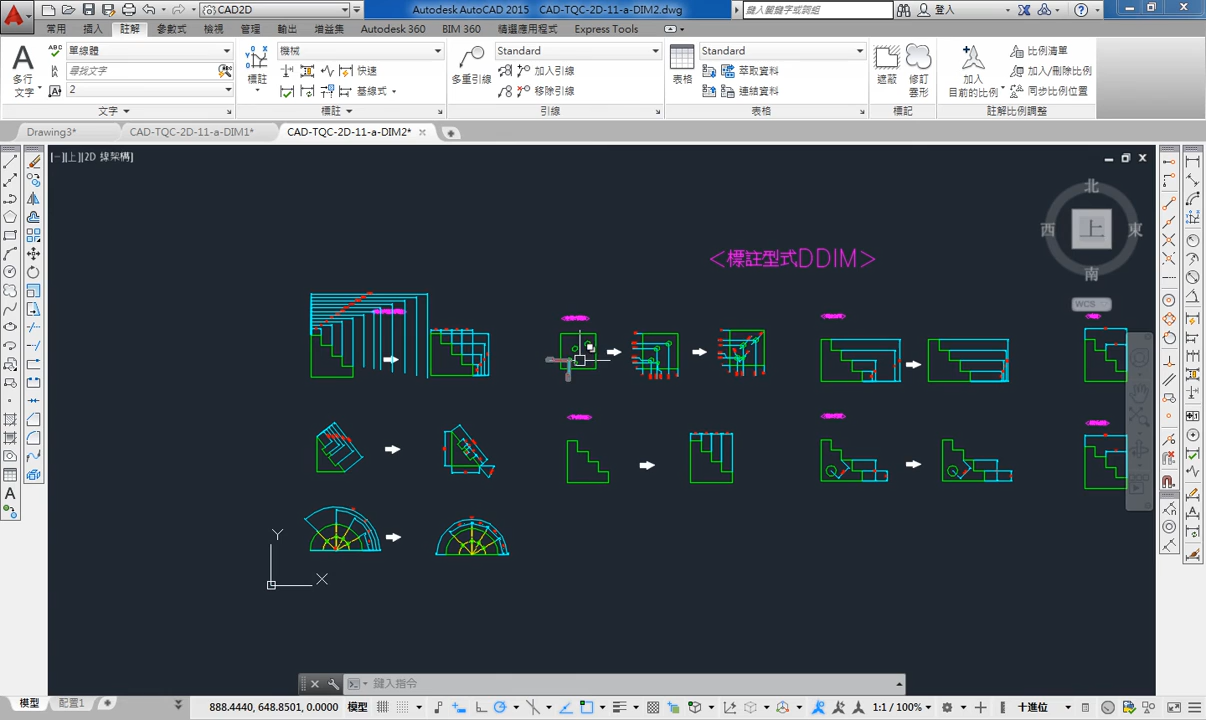 CAD2D
Autodesk AutoCAD 2015 CAD-TQC-2D-11-a-DIM2.dwg
鍵入關鍵字或詞組
登入
常用 插入 註解 參數式 檢視 管理 輸出 增益集 Autodesk 360 BIM 360 精選應用程式 Express Tools
單線體
機械
Standard
Standard
比例清單
尋找文字
快速
加入引線
萃取資料
加入/刪除比例
多行
文字
標註
多重引線
表格
遮蔽
修訂
雲形
加入
目前的比例
2
基線式
移除引線
連結資料
同步比例位置
文字
標註
引線
表格
標記
註解比例調整
Drawing3*
CAD-TQC-2D-11-a-DIM1*
CAD-TQC-2D-11-a-DIM2*
[−][上][2D 線架構]
北
西
上
東
南
WCS
<標註型式DDIM>
Y
X
鍵入指令
模型
配置1
888.4440, 648.8501, 0.0000
模型
1:1 / 100%
十進位